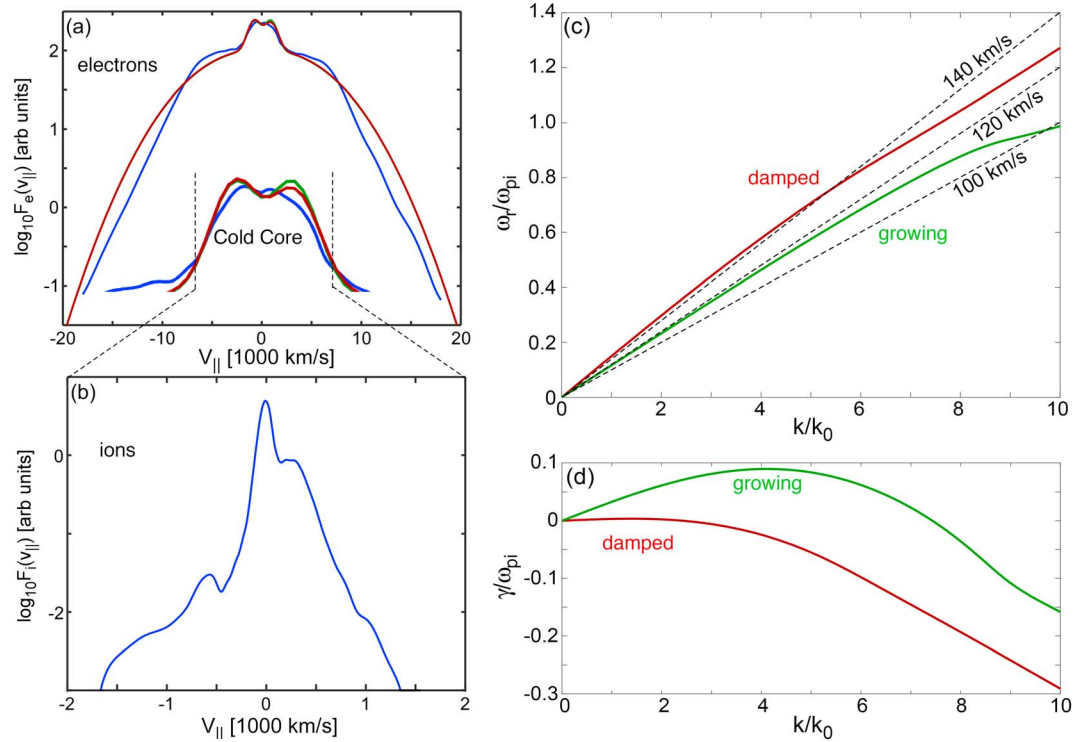 (a)
electrons
Cold Core
log₁₀Fₑ(v||) [arb units]
2
1
0
-1
-20
-10
0
10
20
V|| [1000 km/s]
(b)
ions
log₁₀Fᵢ(v||) [arb units]
0
-1
-2
-2
-1
0
1
2
V|| [1000 km/s]
(c)
140 km/s
120 km/s
100 km/s
damped
growing
ωr/ωpi
1.4
1.2
1.0
0.8
0.6
0.4
0.2
0
0
2
4
6
8
10
k/k₀
(d)
growing
damped
γ/ωpi
0.1
0
-0.1
-0.2
-0.3
0
2
4
6
8
10
k/k₀